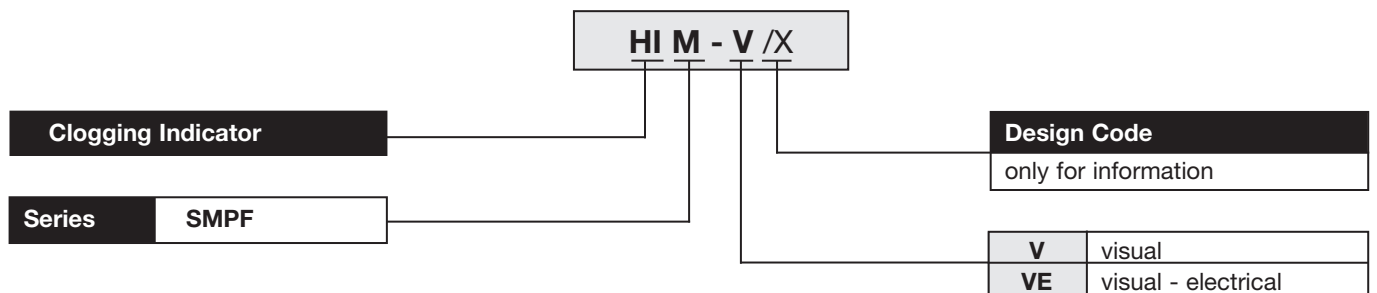 HI M - V /X
Clogging Indicator
Series SMPF
Design Code
only for information
V visual
VE visual - electrical